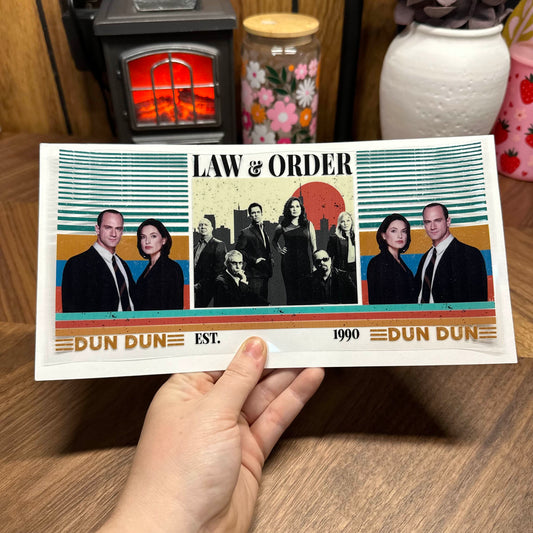 LAW & ORDER
DUN DUN
EST.
1990
DUN DUN